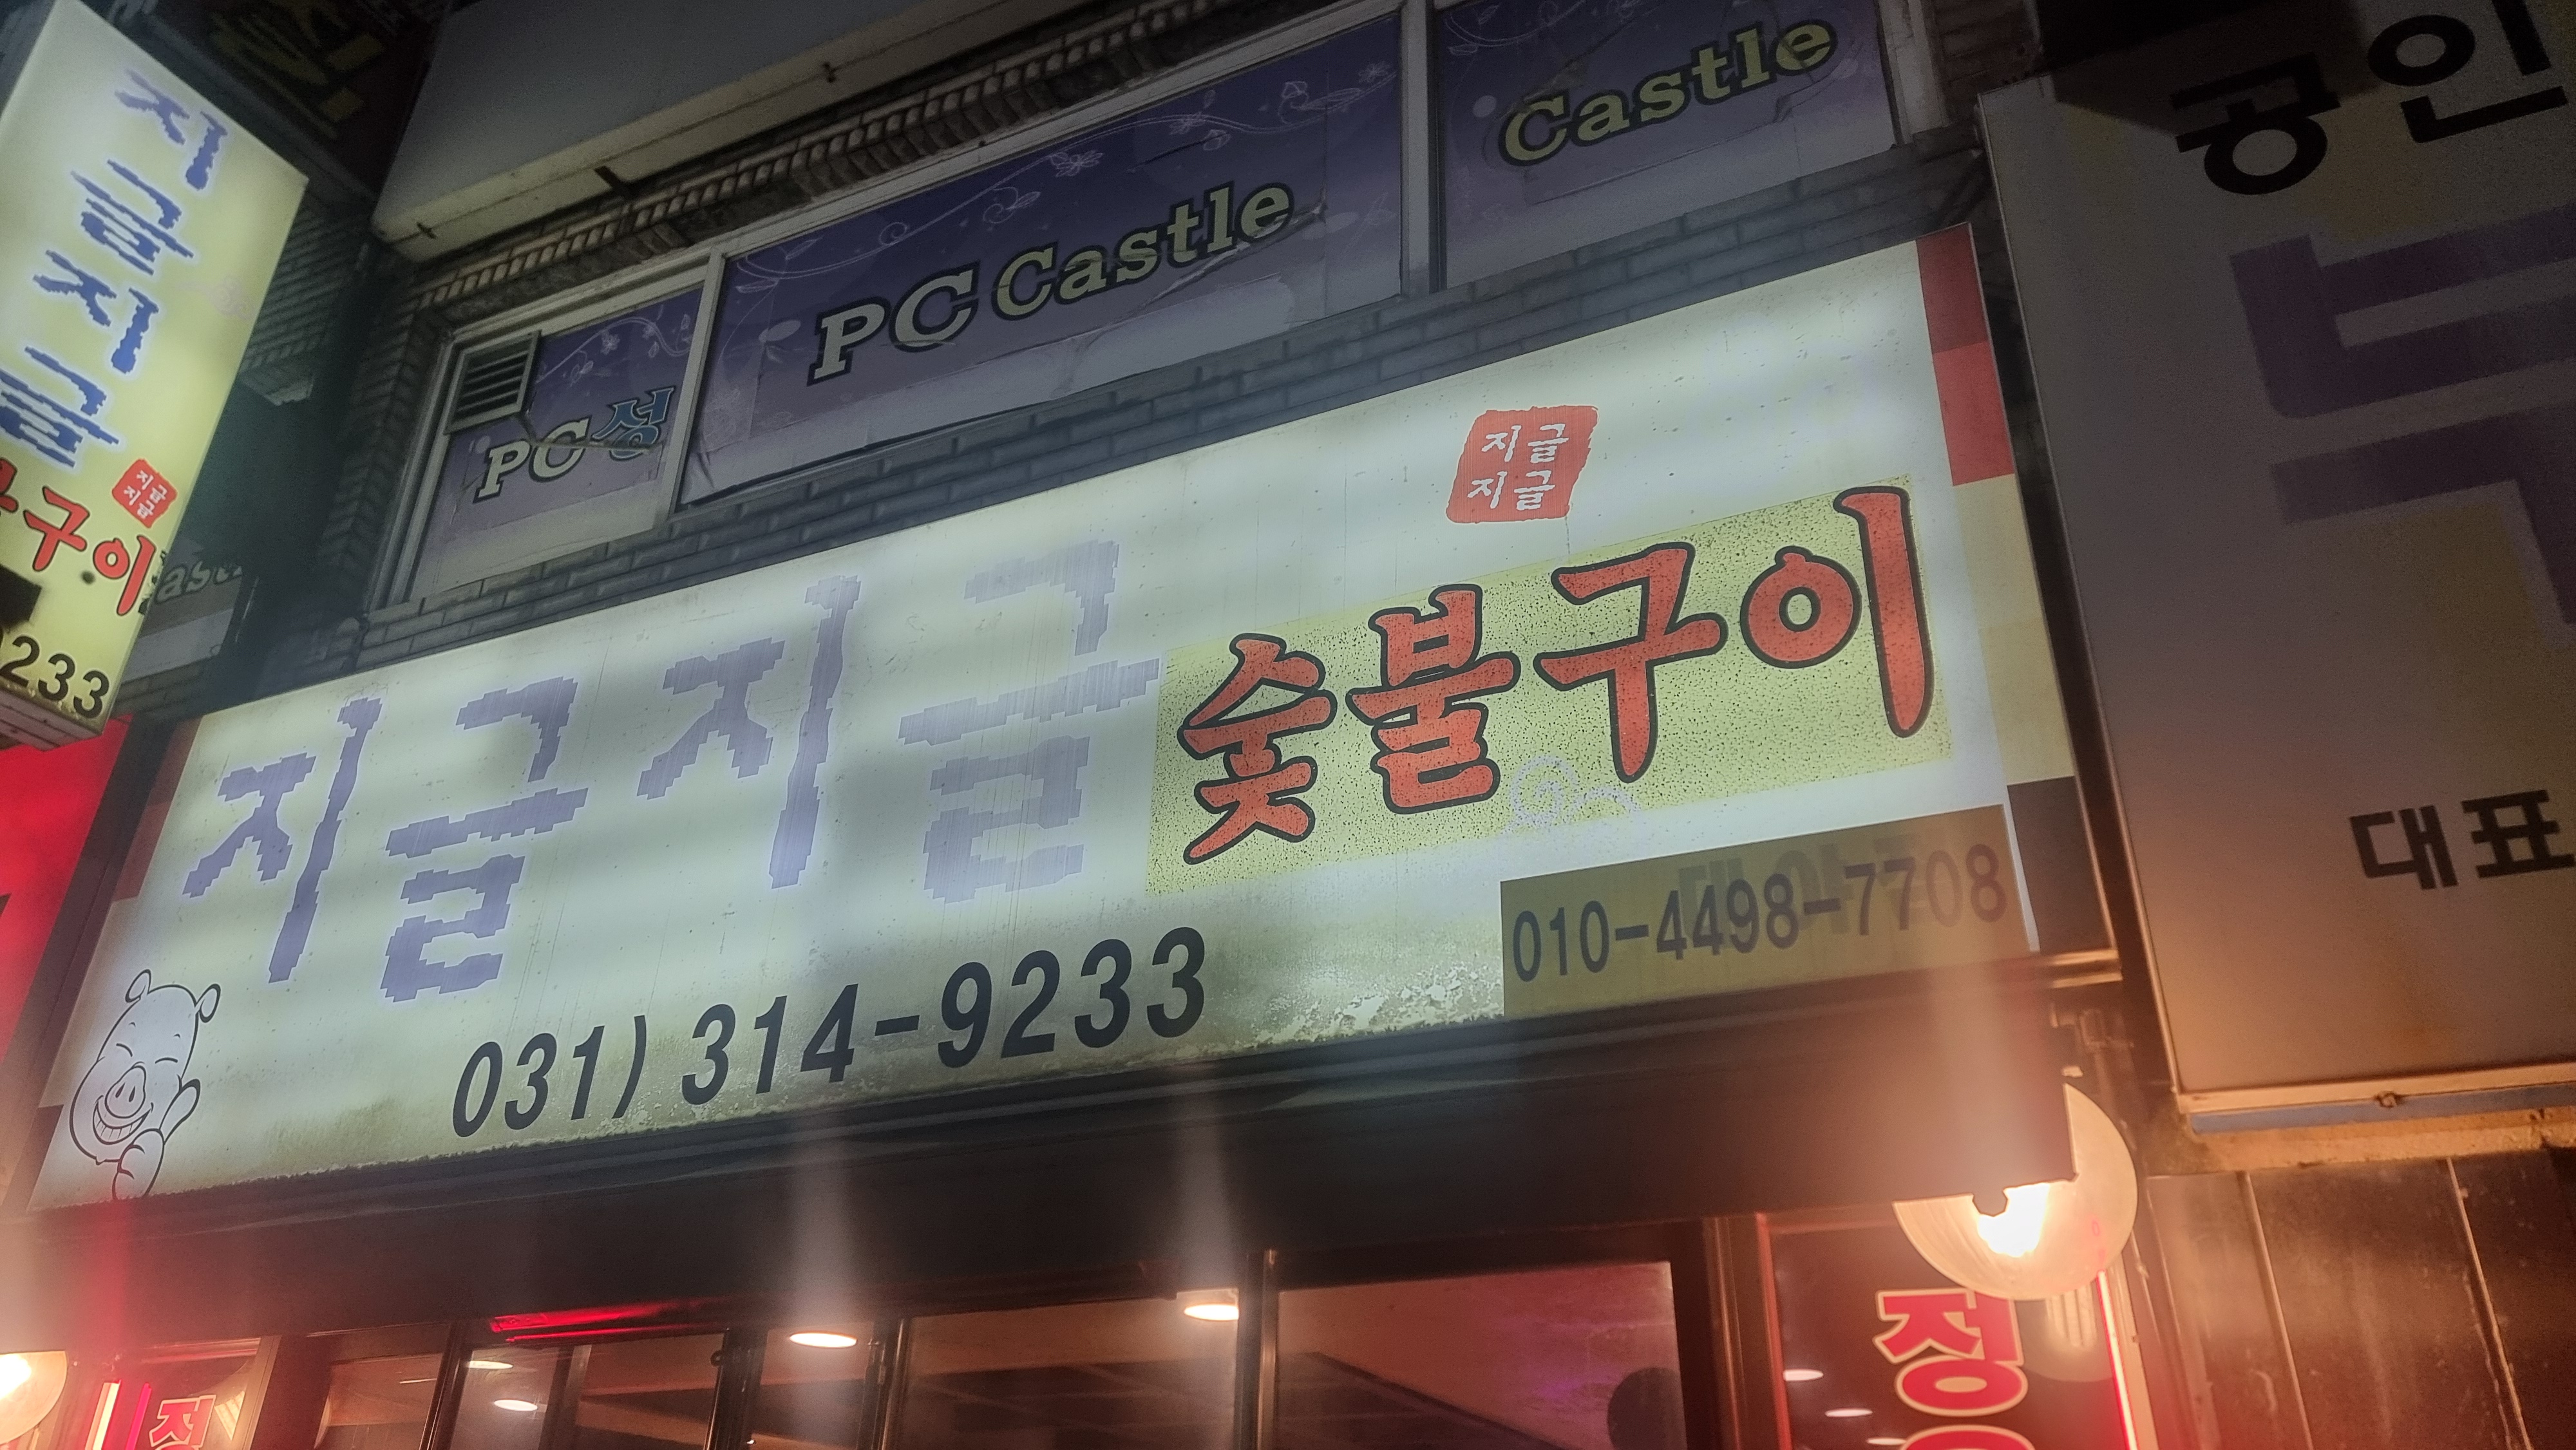 PC성
PC Castle
Castle
지글지글
지글
지글
숯불구이
031) 314-9233
010-4498-7708
지글지글
지글
지글
구이
233
공인
부
대표
정